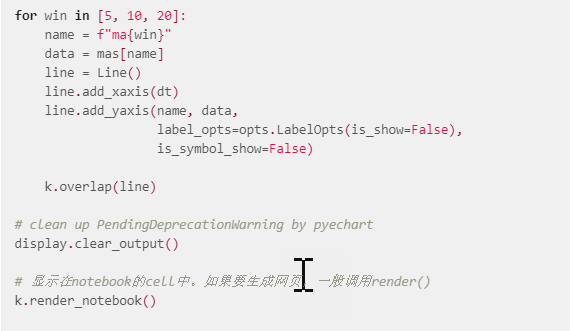 for win in [5, 10, 20]:
    name = f"ma{win}"
    data = mas[name]
    line = Line()
    line.add_xaxis(dt)
    line.add_yaxis(name, data,
                   label_opts=opts.LabelOpts(is_show=False),
                   is_symbol_show=False)
    k.overlap(line)
# clean up PendingDeprecationWarning by pyechart
display.clear_output()
# 显示在notebook的cell中。如果要生成网页 一般调用render()
k.render_notebook()